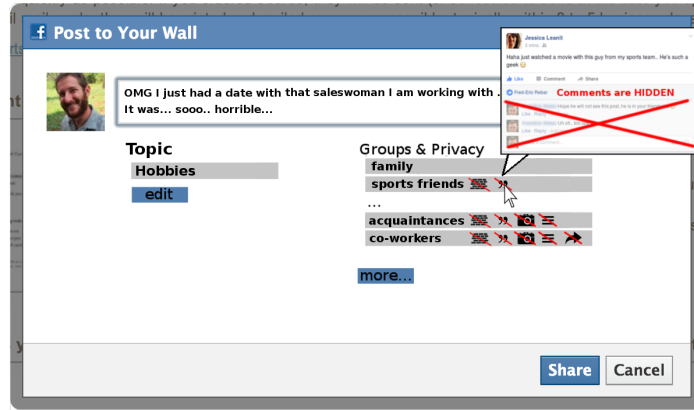 Post to Your Wall
Jessica Leanit
Haha just watched a movie with this guy from my sports team.. He's such a
geek
Like Comment Share
Comments are HIDDEN
OMG I just had a date with that saleswoman I am working with .
It was... sooo.. horrible...
Topic
Hobbies
edit
Groups & Privacy
family
sports friends
...
acquaintances
co-workers
more...
Share Cancel